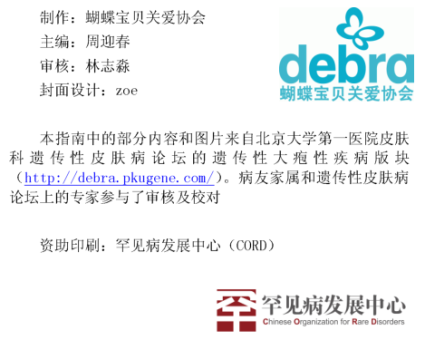 制作：蝴蝶宝贝关爱协会
主编：周迎春
审核：林志淼
封面设计：zoe
debra
蝴蝶宝贝关爱协会
本指南中的部分内容和图片来自北京大学第一医院皮肤
科遗传性皮肤病论坛的遗传性大疱性疾病版块
（http://debra.pkugene.com/）。病友家属和遗传性皮肤病
论坛上的专家参与了审核及校对
资助印刷：罕见病发展中心（CORD）
罕见病发展中心
Chinese Organization for Rare Disorders